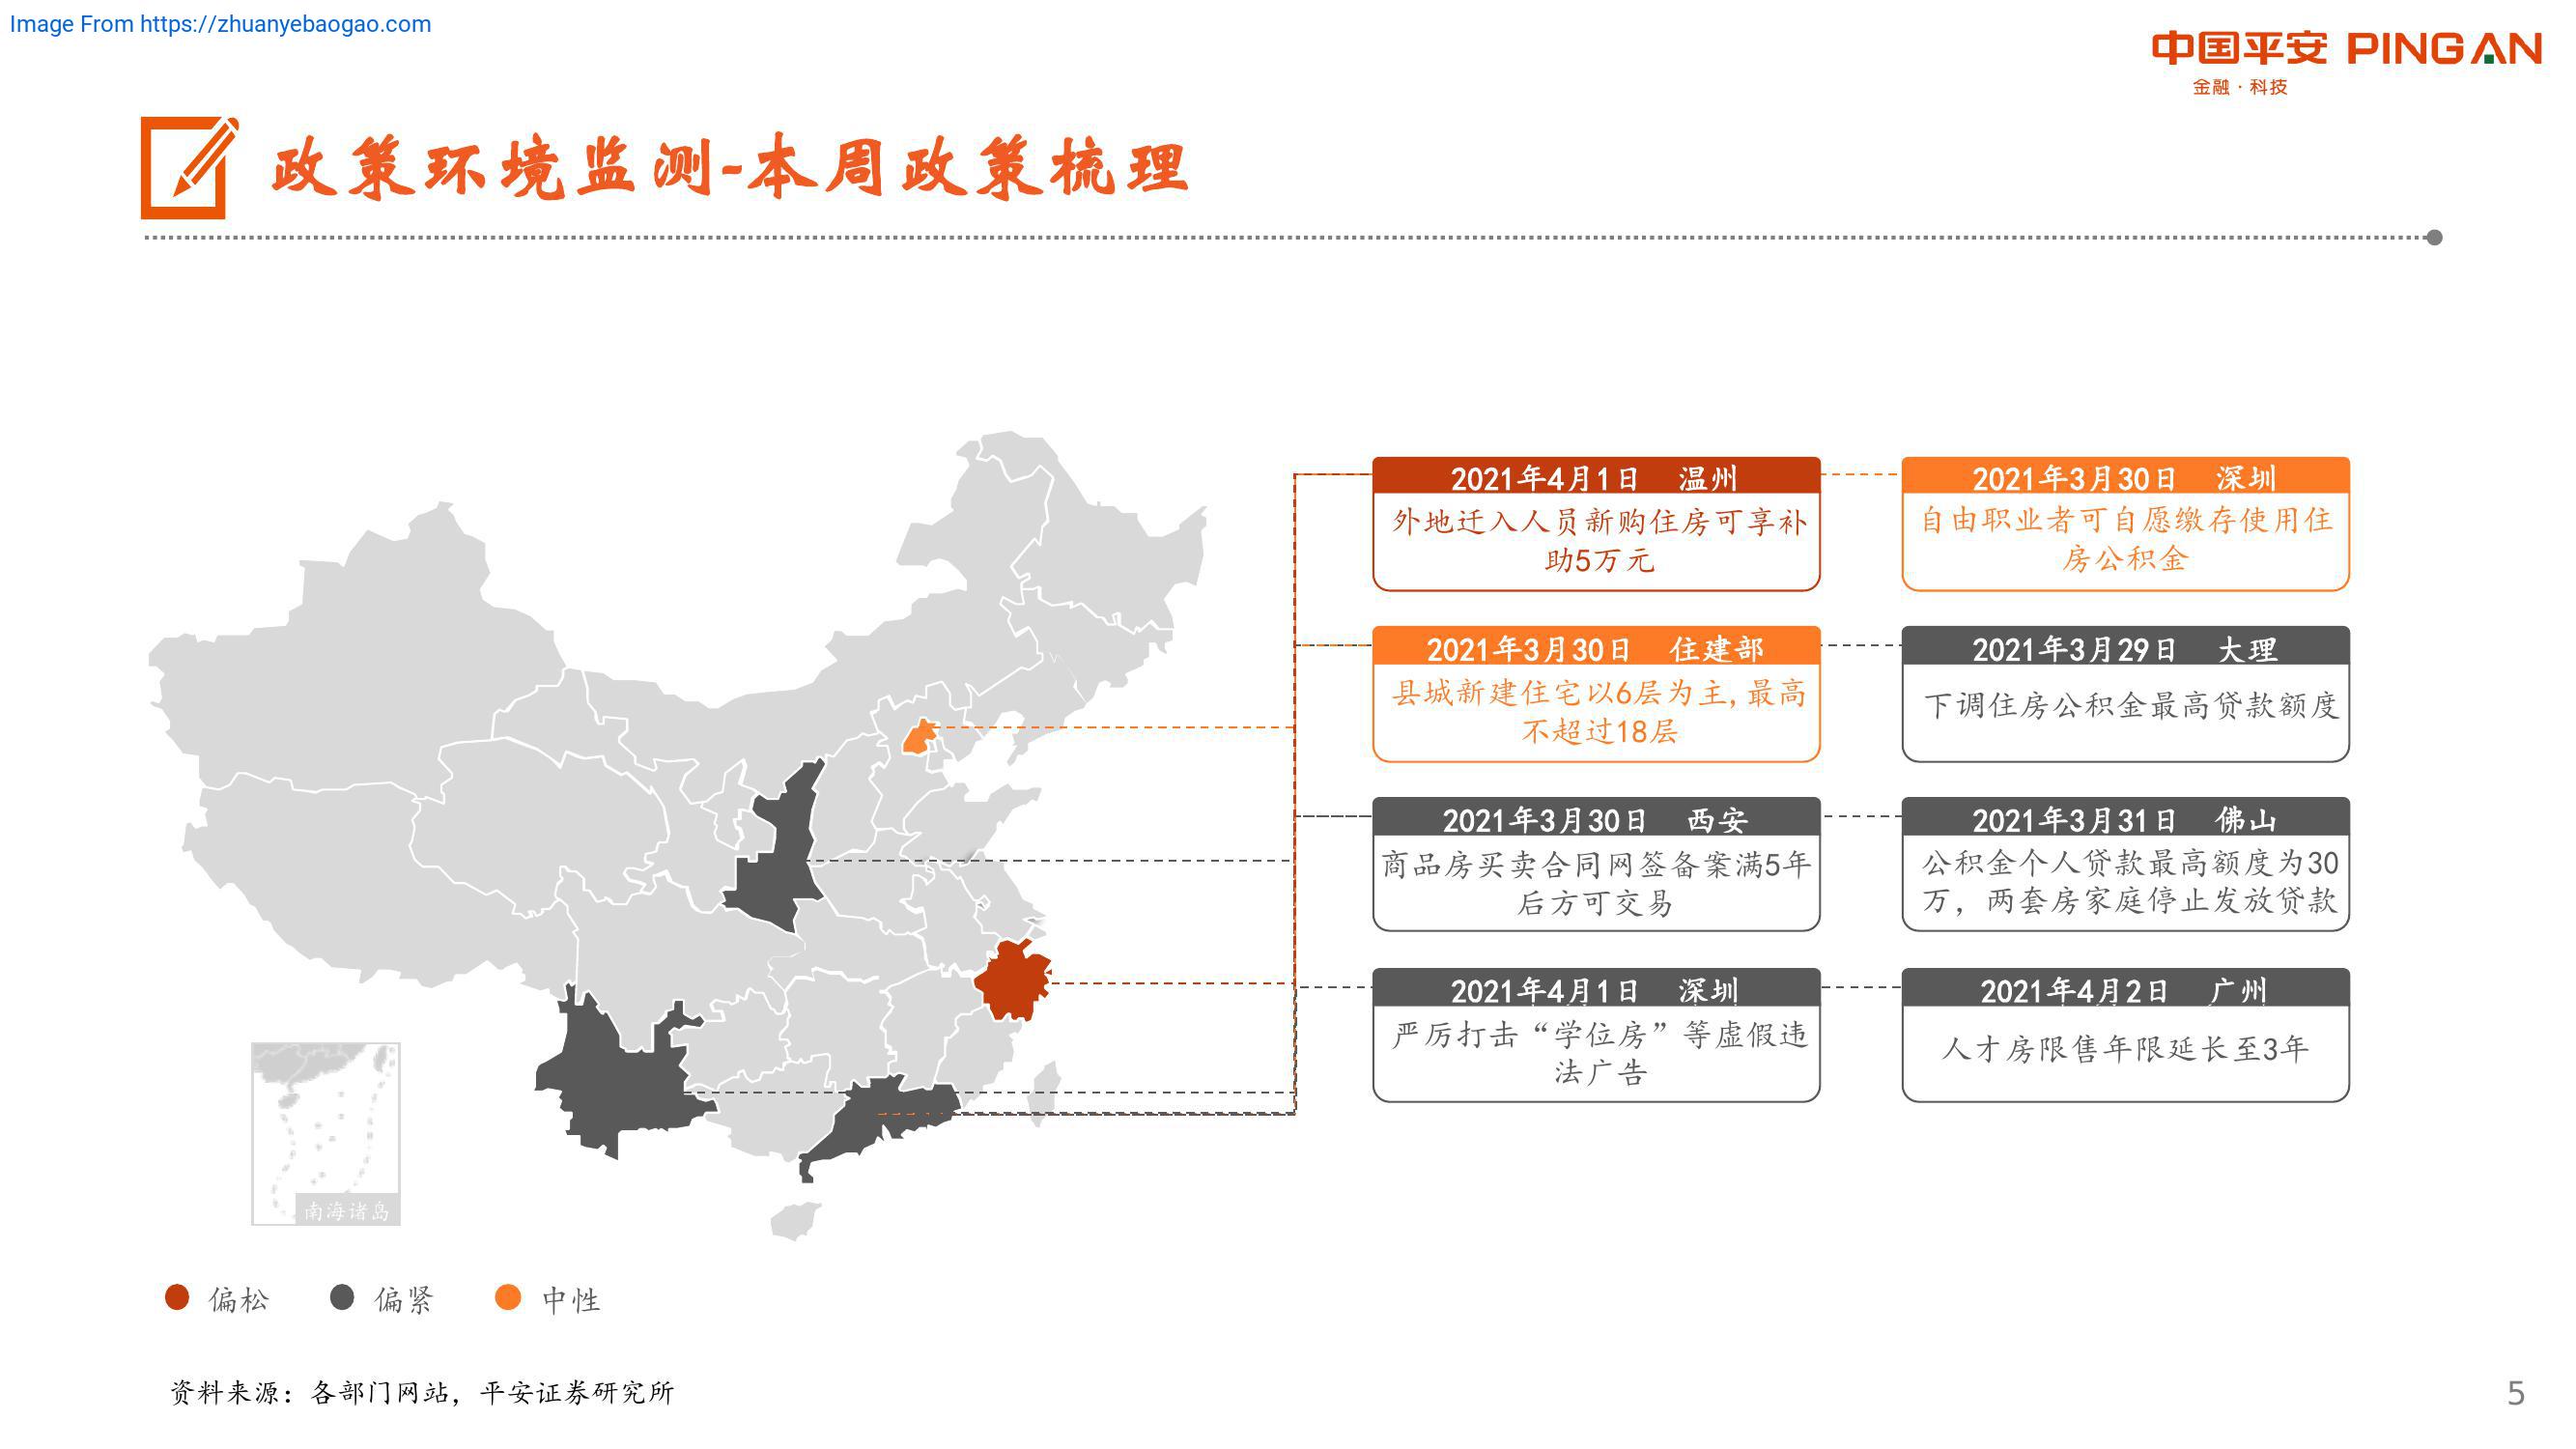 Image From https://zhuanyebaogao.com
中国平安 PINGAN
金融·科技
政策环境监测-本周政策梳理
2021年4月1日 温州
外地迁入人员新购住房可享补
助5万元
2021年3月30日 深圳
自由职业者可自愿缴存使用住
房公积金
2021年3月30日 住建部
县城新建住宅以6层为主,最高
不超过18层
2021年3月29日 大理
下调住房公积金最高贷款额度
2021年3月30日 西安
商品房买卖合同网签备案满5年
后方可交易
2021年3月31日 佛山
公积金个人贷款最高额度为30
万，两套房家庭停止发放贷款
2021年4月1日 深圳
严厉打击“学位房”等虚假违
法广告
2021年4月2日 广州
人才房限售年限延长至3年
南海诸岛
偏松 偏紧 中性
资料来源：各部门网站，平安证券研究所
5